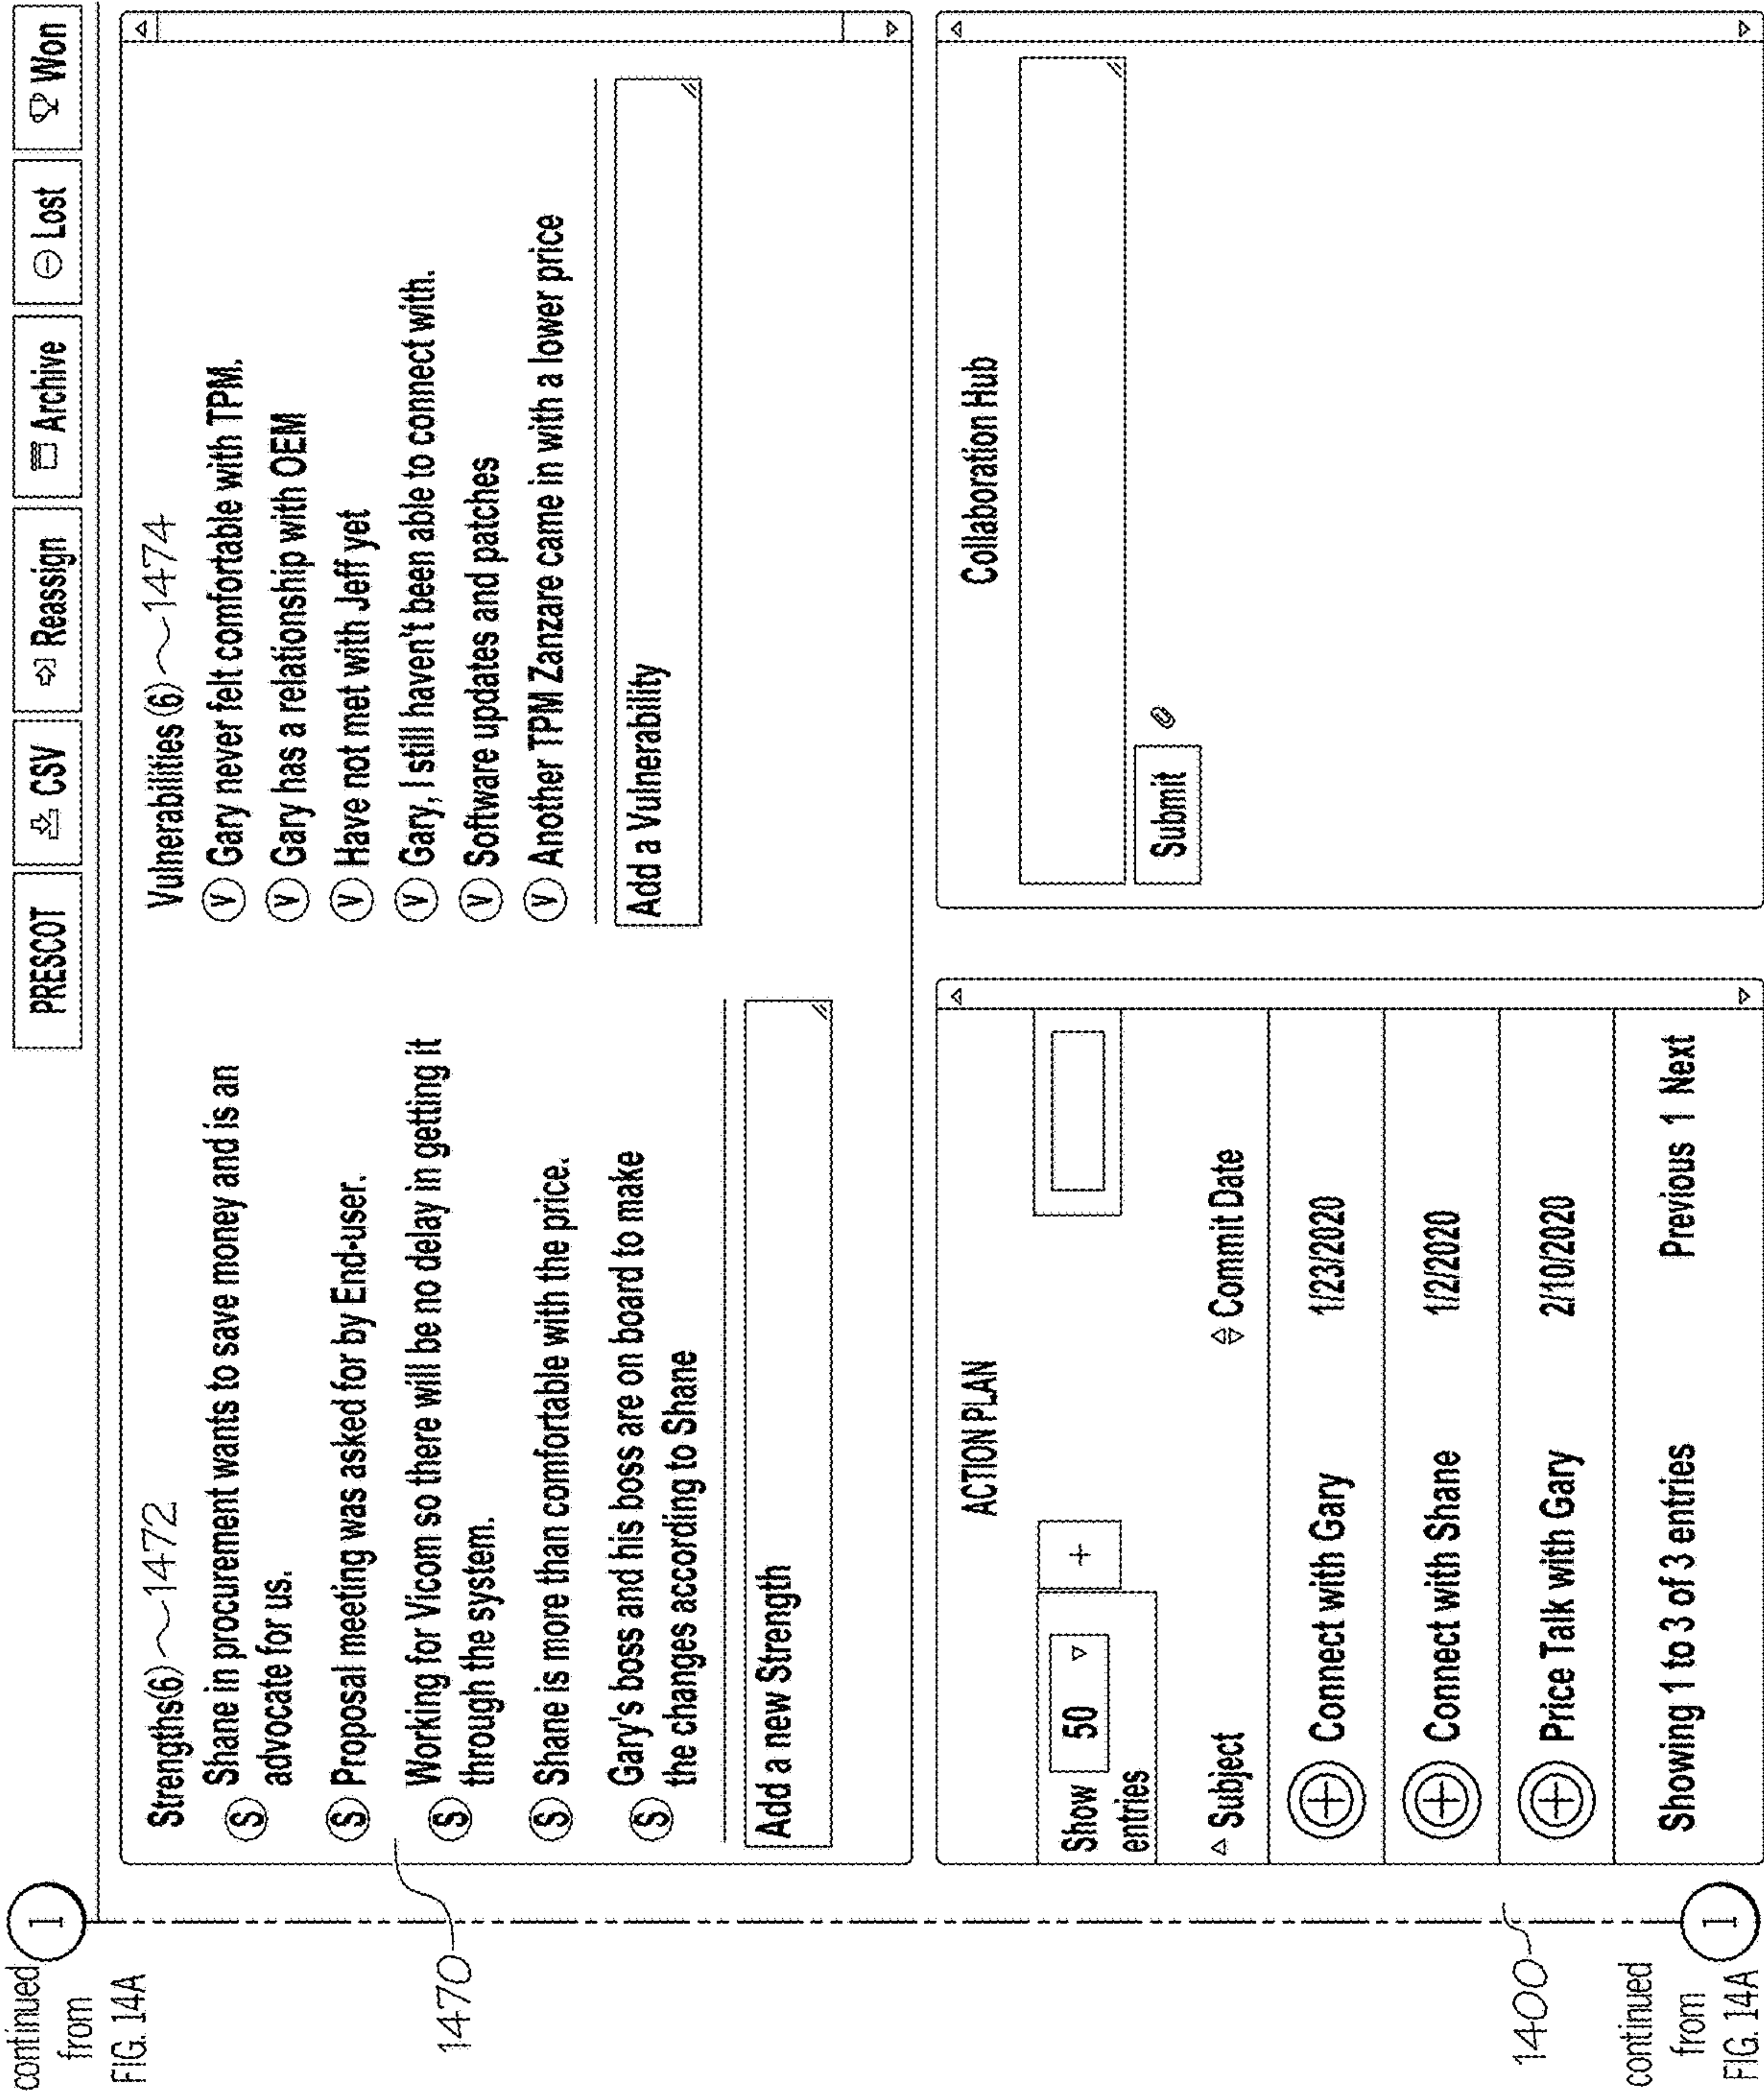 continued
from
FIG. 14A
1
PRESCOT
CSV
Reassign
Archive
Lost
Won
Strengths(6) 1472
S Shane in procurement wants to save money and is an
advocate for us.
S Proposal meeting was asked for by End-user.
S Working for Vicom so there will be no delay in getting it
through the system.
S Shane is more than comfortable with the price.
S Gary's boss and his boss are on board to make
the changes according to Shane
Add a new Strength
Vulnerabilities (6) 1474
V Gary never felt comfortable with TPM.
V Gary has a relationship with OEM
V Have not met with Jeff yet
V Gary, I still haven't been able to connect with.
V Software updates and patches
V Another TPM Zanzare came in with a lower price
Add a Vulnerability
1470
ACTION PLAN
Show 50
entries
+
Subject Commit Date
Connect with Gary 1/23/2020
Connect with Shane 1/2/2020
Price Talk with Gary 2/10/2020
Showing 1 to 3 of 3 entries Previous 1 Next
Collaboration Hub
Submit
1400
continued
from
FIG. 14A
1